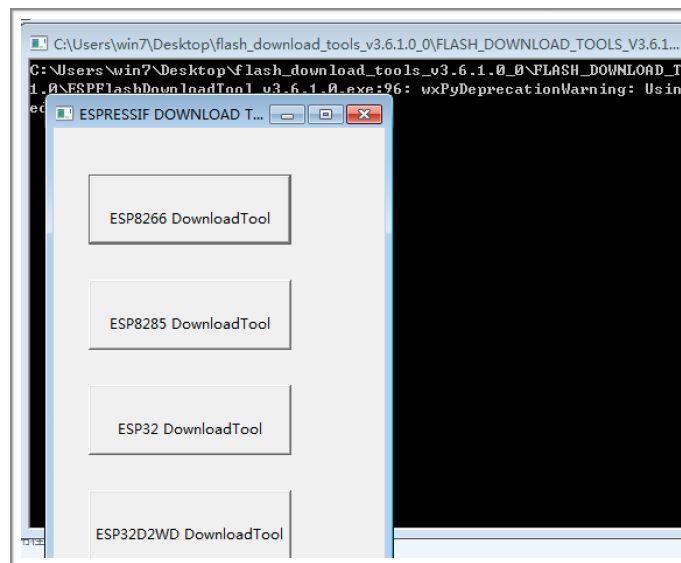 C:\Users\win7\Desktop\flash_download_tools_v3.6.1.0_0\FLASH_DOWNLOAD_TOOLS_V3.6.1...
C:\Users\win7\Desktop\flash_download_tools_v3.6.1.0_0\FLASH_DOWNLOAD_T
1.0\ESPFlashDownloadTool_v3.6.1.0.exe:96: wxPyDeprecationWarning: Usin
ed
ESPRESSIF DOWNLOAD T...
ESP8266 DownloadTool
ESP8285 DownloadTool
ESP32 DownloadTool
ESP32D2WD DownloadTool